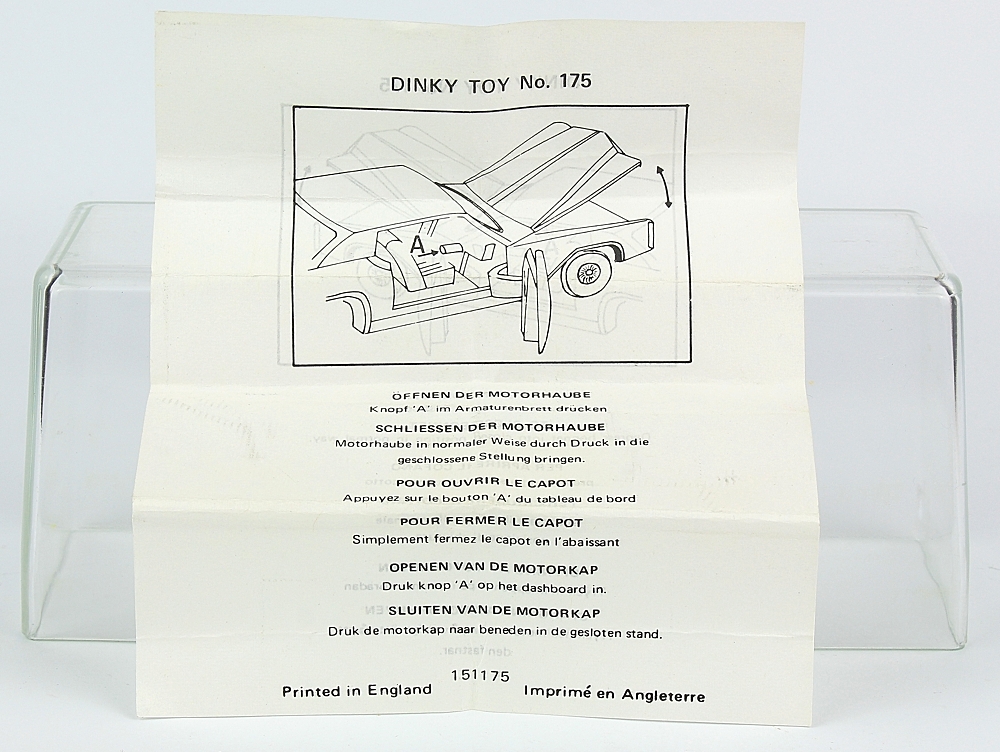 DINKY TOY No. 175
A
ÖFFNEN DER MOTORHAUBE
Knopf 'A' im Armaturenbrett drücken
SCHLIESSEN DER MOTORHAUBE
Motorhaube in normaler Weise durch Druck in die
geschlossene Stellung bringen.
POUR OUVRIR LE CAPOT
Appuyez sur le bouton 'A' du tableau de bord
POUR FERMER LE CAPOT
Simplement fermez le capot en l'abaissant
OPENEN VAN DE MOTORKAP
Druk knop 'A' op het dashboard in.
SLUITEN VAN DE MOTORKAP
Druk de motorkap naar beneden in de gesloten stand.
151175
Printed in England Imprimé en Angleterre